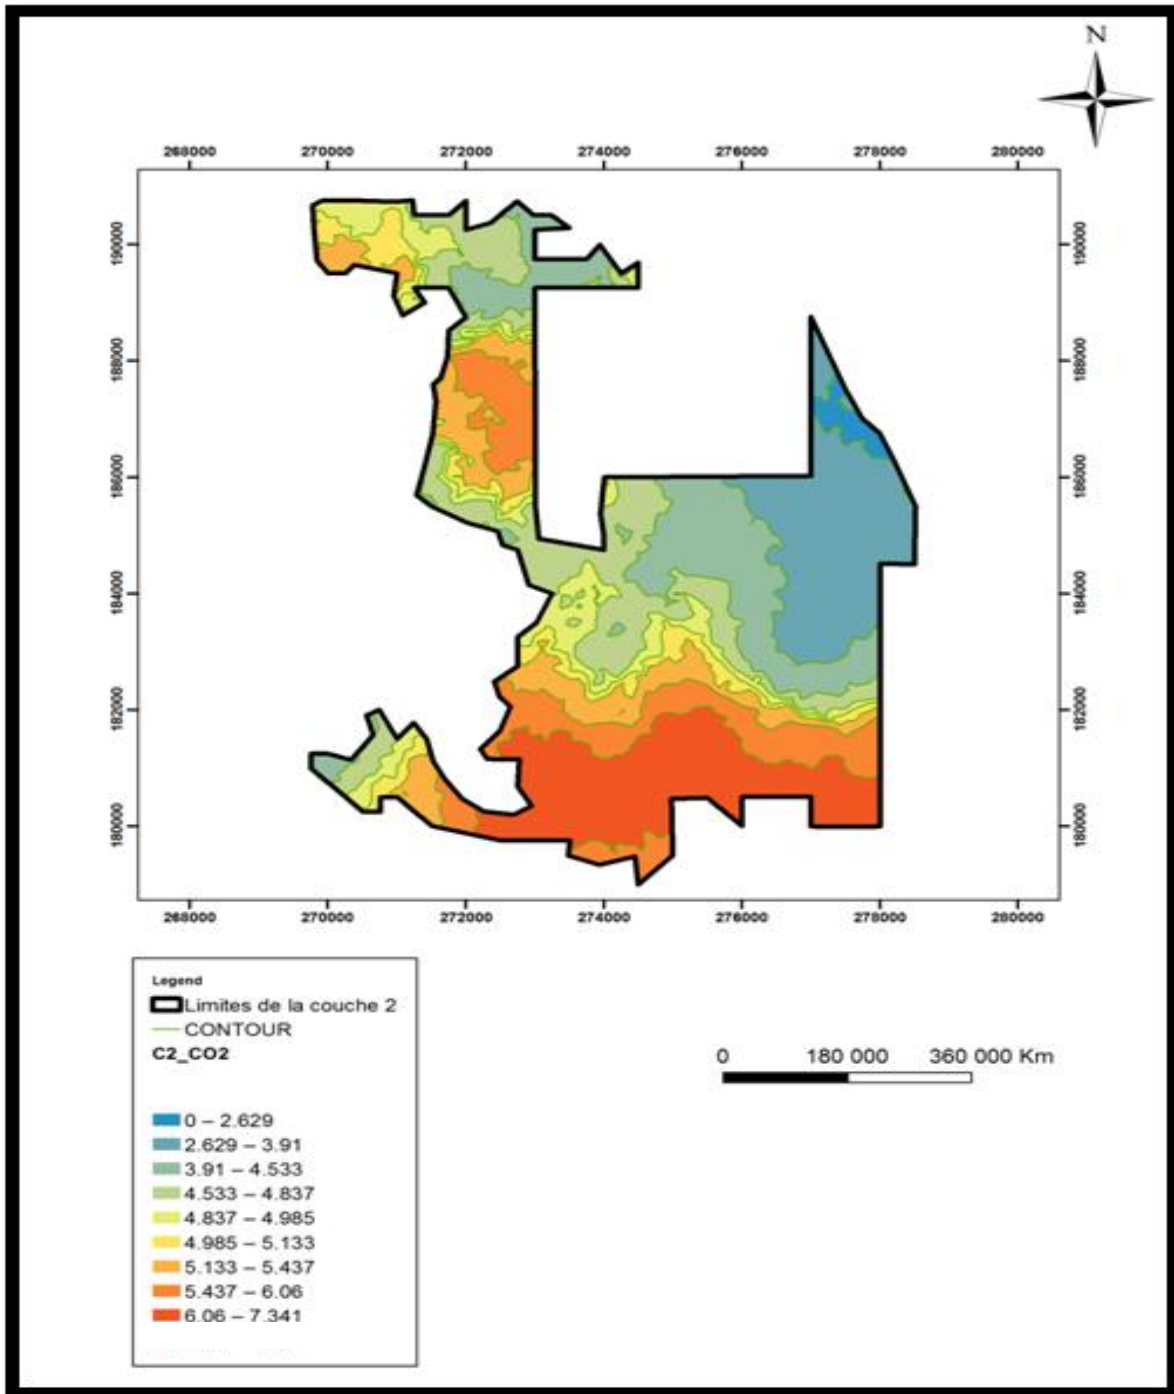 N
268000 270000 272000 274000 276000 278000 280000
190000 190000
188000 188000
186000 186000
184000 184000
182000 182000
180000 180000
268000 270000 272000 274000 276000 278000 280000
Legend
Limites de la couche 2
CONTOUR
C2_CO2
0 180 000 360 000 Km
0 – 2.629
2.629 – 3.91
3.91 – 4.533
4.533 – 4.837
4.837 – 4.985
4.985 – 5.133
5.133 – 5.437
5.437 – 6.06
6.06 – 7.341